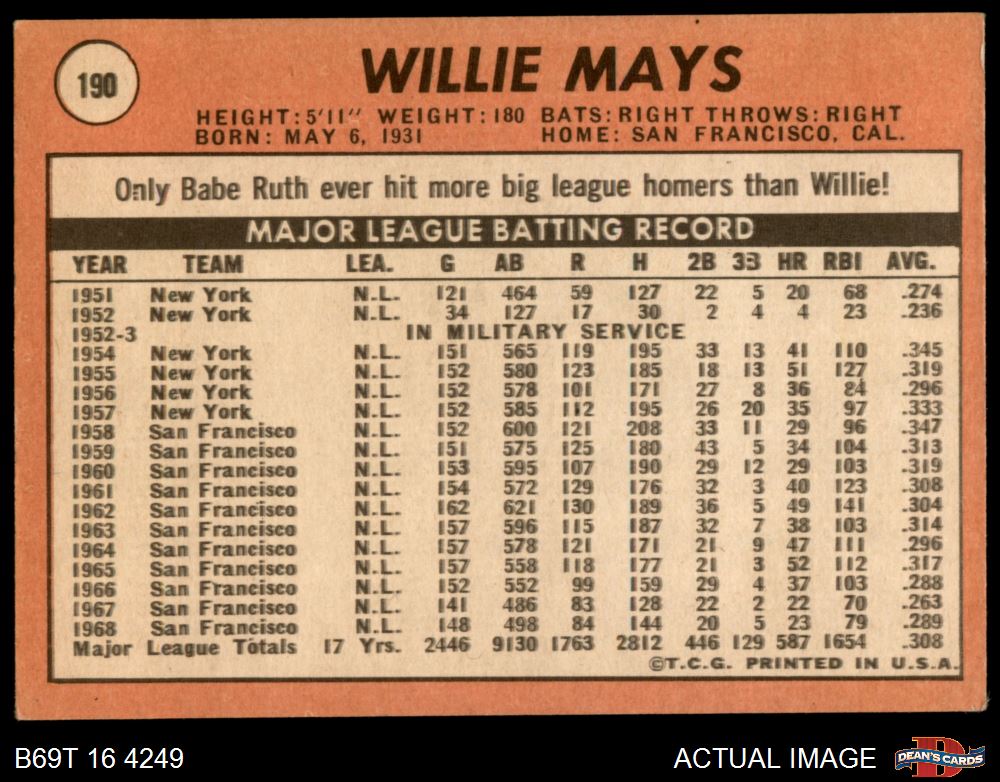 190
WILLIE MAYS
HEIGHT: 5'11" WEIGHT: 180 BATS: RIGHT THROWS: RIGHT
BORN: MAY 6, 1931 HOME: SAN FRANCISCO, CAL.
Only Babe Ruth ever hit more big league homers than Willie!
MAJOR LEAGUE BATTING RECORD
YEAR TEAM LEA. G AB R H 2B 3B HR RBI AVG.
1951 New York N.L. 121 464 59 127 22 5 20 68 .274
1952 New York N.L. 34 127 17 30 2 4 4 23 .236
1952-3 IN MILITARY SERVICE
1954 New York N.L. 151 565 119 195 33 13 41 110 .345
1955 New York N.L. 152 580 123 185 18 13 51 127 .319
1956 New York N.L. 152 578 101 171 27 8 36 84 .296
1957 New York N.L. 152 585 112 195 26 20 35 97 .333
1958 San Francisco N.L. 152 600 121 208 33 11 29 96 .347
1959 San Francisco N.L. 151 575 125 180 43 5 34 104 .313
1960 San Francisco N.L. 153 595 107 190 29 12 29 103 .319
1961 San Francisco N.L. 154 572 129 176 32 3 40 123 .308
1962 San Francisco N.L. 162 621 130 189 36 5 49 141 .304
1963 San Francisco N.L. 157 596 115 187 32 7 38 103 .314
1964 San Francisco N.L. 157 578 121 171 21 9 47 111 .296
1965 San Francisco N.L. 157 558 118 177 21 3 52 112 .317
1966 San Francisco N.L. 152 552 99 159 29 4 37 103 .288
1967 San Francisco N.L. 141 486 83 128 22 2 22 70 .263
1968 San Francisco N.L. 148 498 84 144 20 5 23 79 .289
Major League Totals 17 Yrs. 2446 9130 1763 2812 446 129 587 1654 .308
©T.C.G. PRINTED IN U.S.A.
B69T 16 4249 ACTUAL IMAGE D DEAN'S CARDS